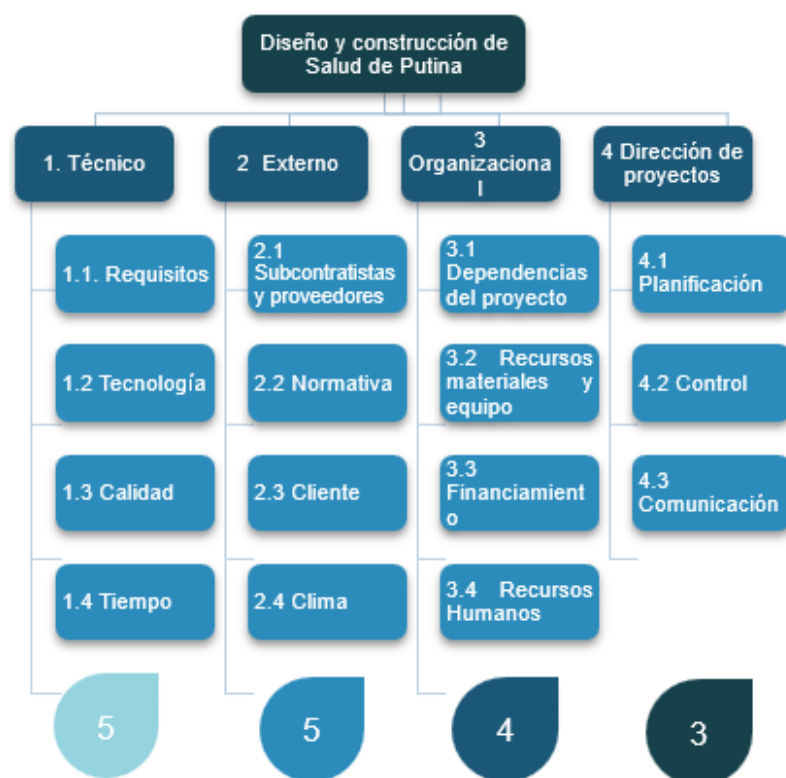 Diseño y construcción de
Salud de Putina
1. Técnico
2 Externo
3
Organizaciona
l
4 Dirección de
proyectos
1.1. Requisitos
2.1
Subcontratistas
y proveedores
3.1
Dependencias
del proyecto
4.1
Planificación
1.2 Tecnología
2.2 Normativa
3.2 Recursos
materiales y
equipo
4.2 Control
1.3 Calidad
2.3 Cliente
3.3
Financiamient
o
4.3
Comunicación
1.4 Tiempo
2.4 Clima
3.4 Recursos
Humanos
5
5
4
3